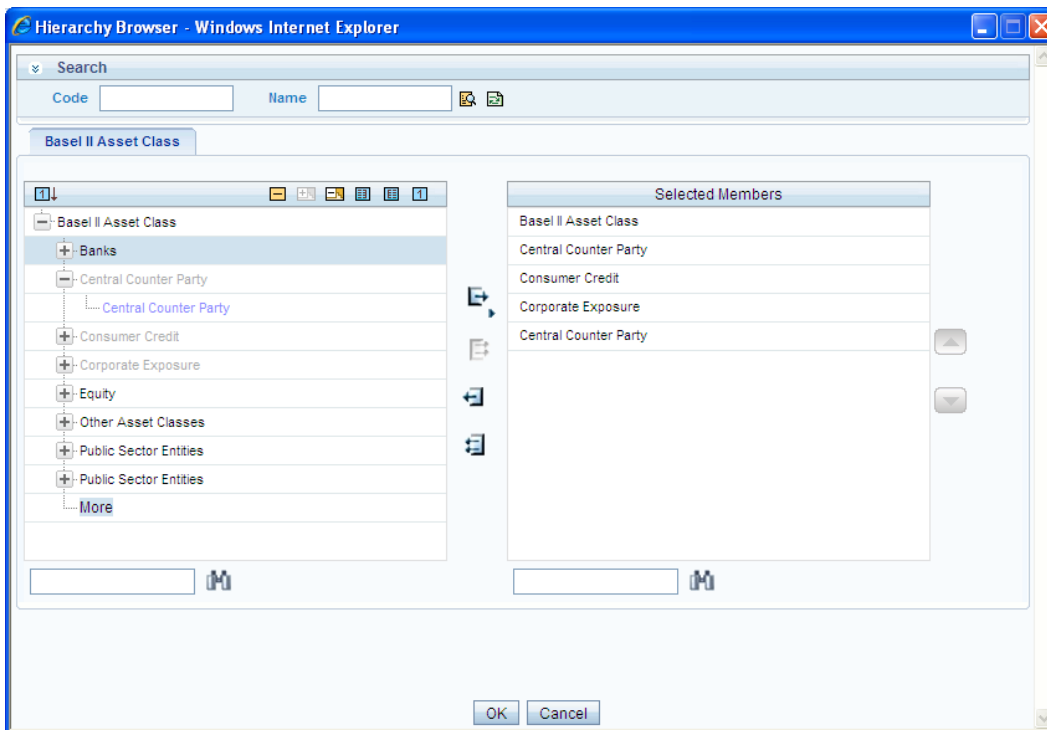 Hierarchy Browser - Windows Internet Explorer
Search
Code Name
Basel II Asset Class
1 1
Basel II Asset Class
Banks
Central Counter Party
Central Counter Party
Consumer Credit
Corporate Exposure
Equity
Other Asset Classes
Public Sector Entities
Public Sector Entities
More
Selected Members
Basel II Asset Class
Central Counter Party
Consumer Credit
Corporate Exposure
Central Counter Party
OK Cancel